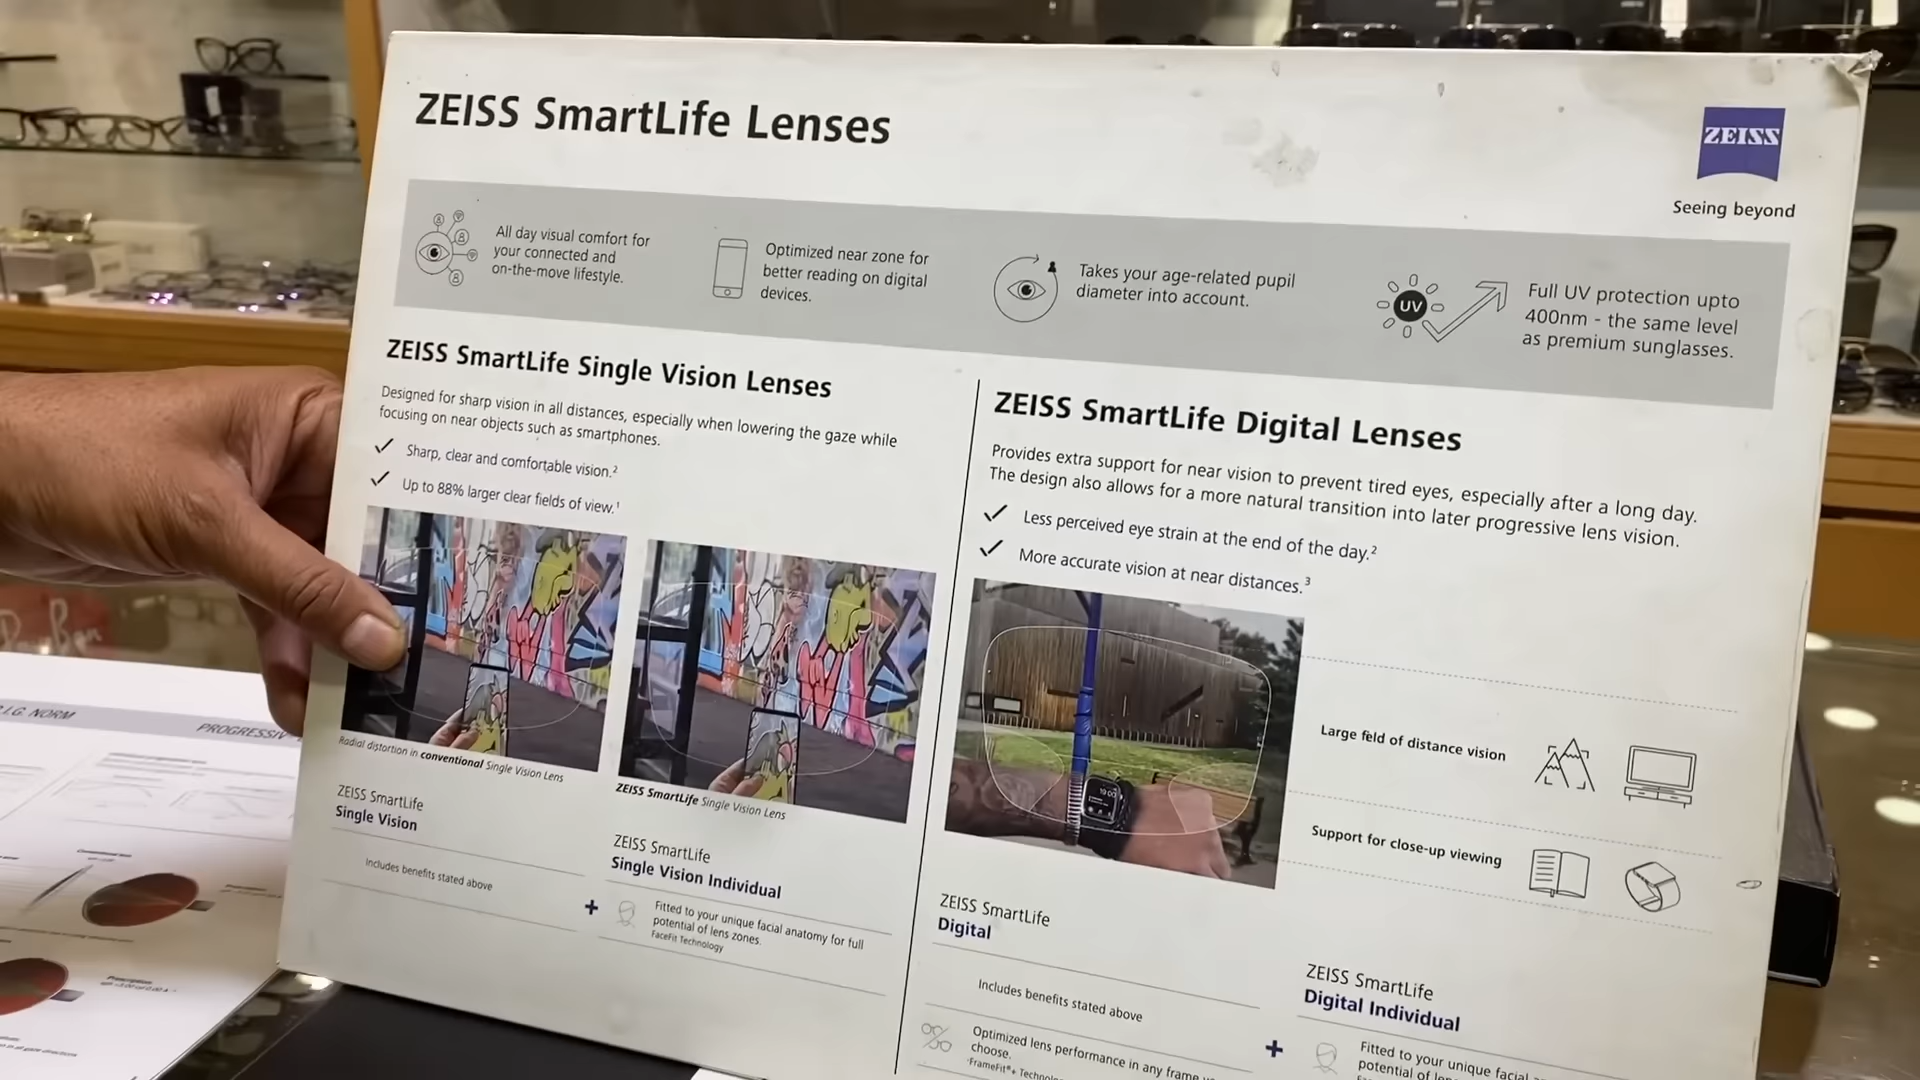 ZEISS SmartLife Lenses
ZEISS
Seeing beyond
All day visual comfort for
your connected and
on-the-move lifestyle.
Optimized near zone for
better reading on digital
devices.
Takes your age-related pupil
diameter into account.
UV
Full UV protection upto
400nm - the same level
as premium sunglasses.
ZEISS SmartLife Single Vision Lenses
Designed for sharp vision in all distances, especially when lowering the gaze while
focusing on near objects such as smartphones.
Sharp, clear and comfortable vision.²
Up to 88% larger clear fields of view.¹
Radial distortion in conventional Single Vision Lens
ZEISS SmartLife Single Vision Lens
ZEISS SmartLife
Single Vision
Includes benefits stated above
+
ZEISS SmartLife
Single Vision Individual
Fitted to your unique facial anatomy for full
potential of lens zones.
FaceFit Technology
ZEISS SmartLife Digital Lenses
Provides extra support for near vision to prevent tired eyes, especially after a long day.
The design also allows for a more natural transition into later progressive lens vision.
Less perceived eye strain at the end of the day.²
More accurate vision at near distances.³
Large feld of distance vision
Support for close-up viewing
ZEISS SmartLife
Digital
Includes benefits stated above
Optimized lens performance in any frame
choose.
FrameFit®+
+
ZEISS SmartLife
Digital Individual
Fitted to your unique facial
potential of
Ray-Ban
NORM